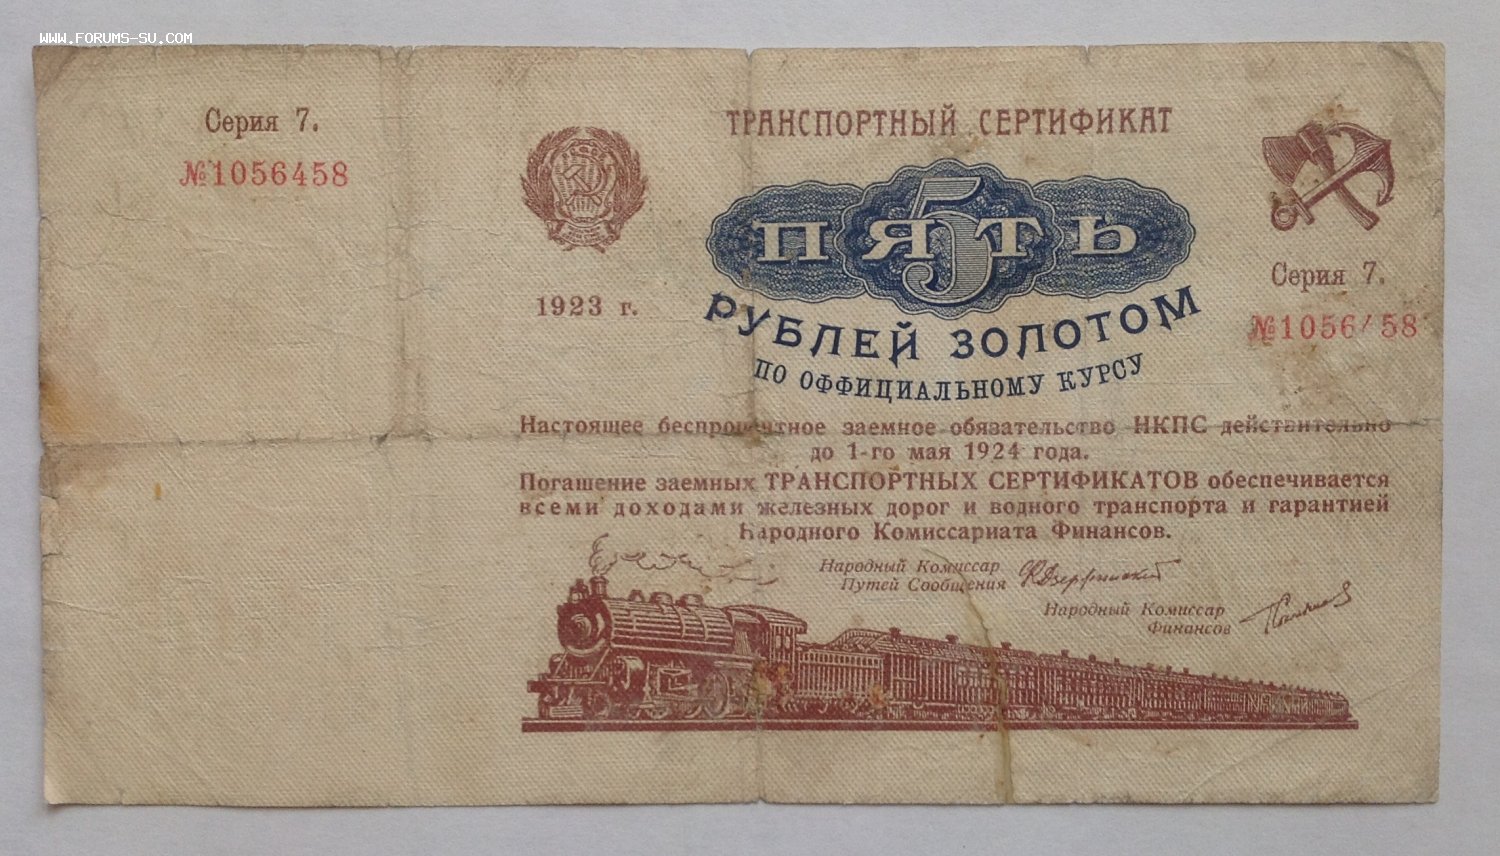 WWW.FORUMS-SU.COM
Серия 7.
№1056458
1923 г.
ТРАНСПОРТНЫЙ СЕРТИФИКАТ
5
ПЯТЬ
РУБЛЕЙ ЗОЛОТОМ
ПО ОФФИЦИАЛЬНОМУ КУРСУ
Серия 7.
№1056458
Настоящее беспроцентное заемное обязательство НКПС действительно
до 1-го мая 1924 года.
Погашение заемных ТРАНСПОРТНЫХ СЕРТИФИКАТОВ обеспечивается
всеми доходами железных дорог и водного транспорта и гарантией
Народного Комиссариата Финансов.
Народный Комиссар
Путей Сообщения
Народный Комиссар
Финансов